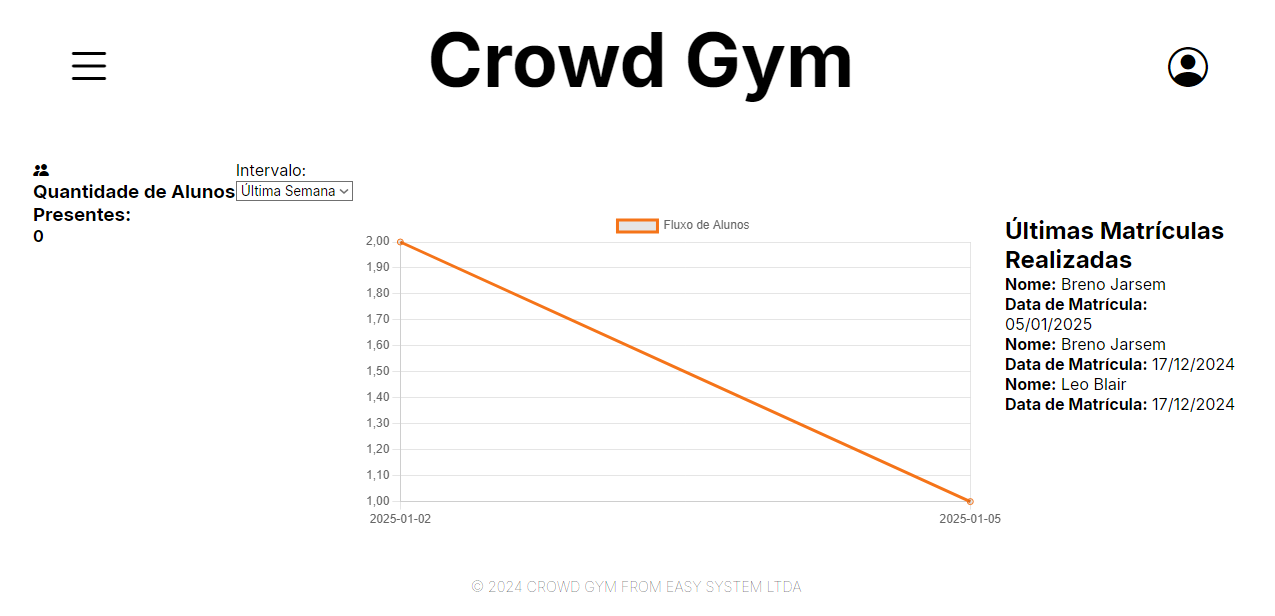 Crowd Gym
Quantidade de Alunos
Presentes:
0
Intervalo:
Última Semana
Fluxo de Alunos
2,00
1,90
1,80
1,70
1,60
1,50
1,40
1,30
1,20
1,10
1,00
2025-01-02
2025-01-05
Últimas Matrículas
Realizadas
Nome: Breno Jarsem
Data de Matrícula:
05/01/2025
Nome: Breno Jarsem
Data de Matrícula: 17/12/2024
Nome: Leo Blair
Data de Matrícula: 17/12/2024
© 2024 CROWD GYM FROM EASY SYSTEM LTDA